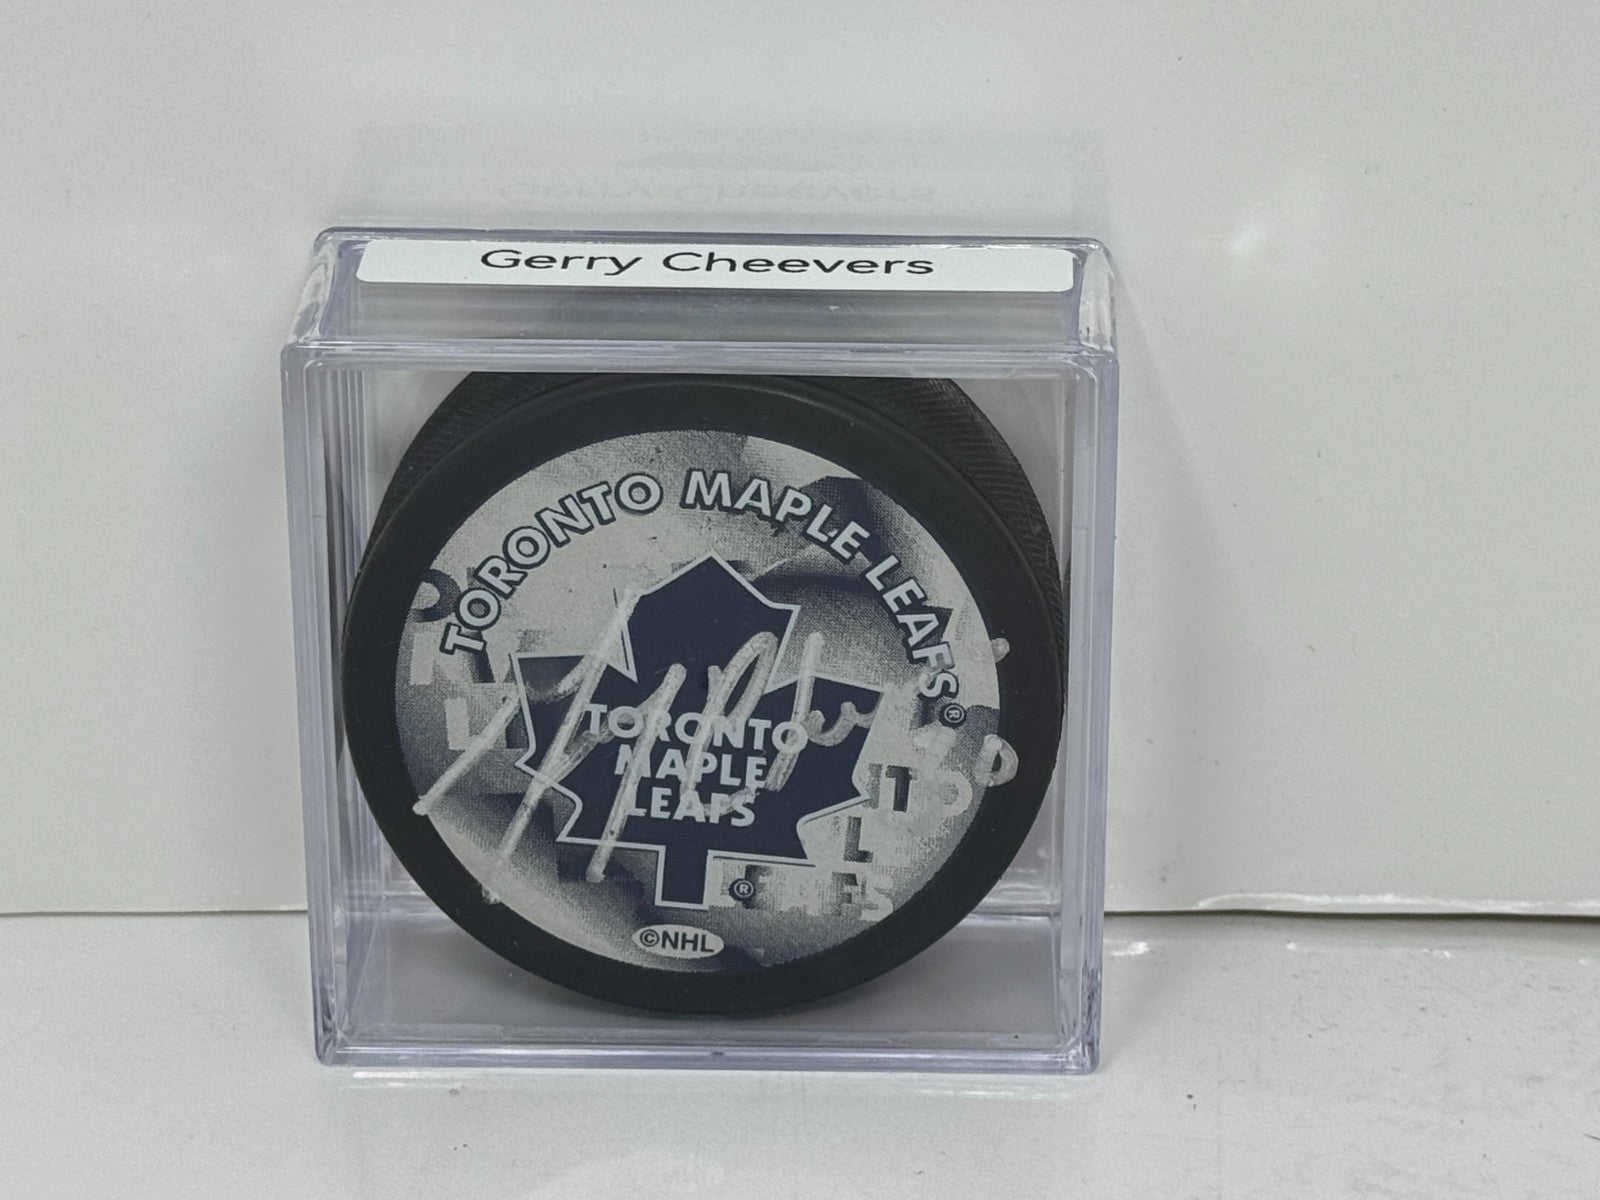 Gerry Cheevers
TORONTO MAPLE LEAFS®
TORONTO
MAPLE
LEAFS
®
©NHL